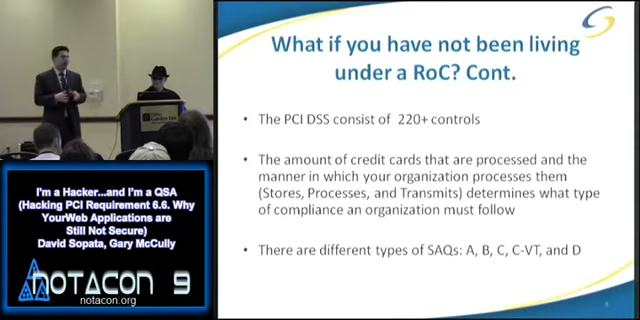 What if you have not been living
under a RoC? Cont.
• The PCI DSS consist of 220+ controls
• The amount of credit cards that are processed and the
manner in which your organization processes them
(Stores, Processes, and Transmits) determines what type
of compliance an organization must follow
• There are different types of SAQs: A, B, C, C-VT, and D
I'm a Hacker...and I'm a QSA
(Hacking PCI Requirement 6.6. Why
YourWeb Applications are
Still Not Secure)
David Sopata, Gary McCully
NOTACON 9
notacon.org